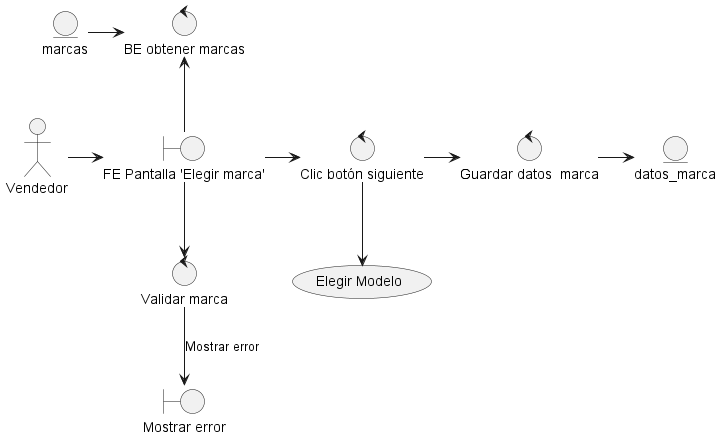 marcas
BE obtener marcas
Vendedor
FE Pantalla 'Elegir marca'
Clic botón siguiente
Guardar datos  marca
datos_marca
Validar marca
Elegir Modelo
Mostrar error
Mostrar error